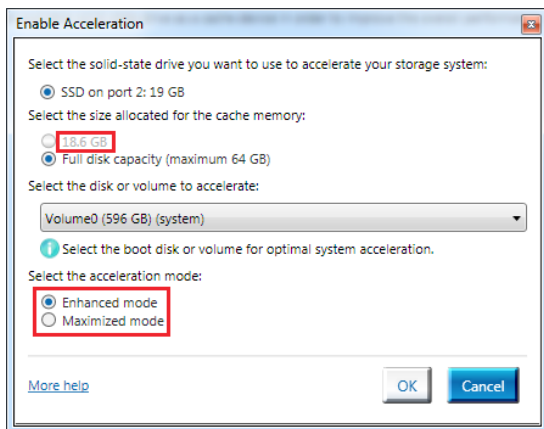 Enable Acceleration
Select the solid-state drive you want to use to accelerate your storage system:
SSD on port 2: 19 GB
Select the size allocated for the cache memory:
18.6 GB
Full disk capacity (maximum 64 GB)
Select the disk or volume to accelerate:
Volume0 (596 GB) (system)
Select the boot disk or volume for optimal system acceleration.
Select the acceleration mode:
Enhanced mode
Maximized mode
More help
OK
Cancel